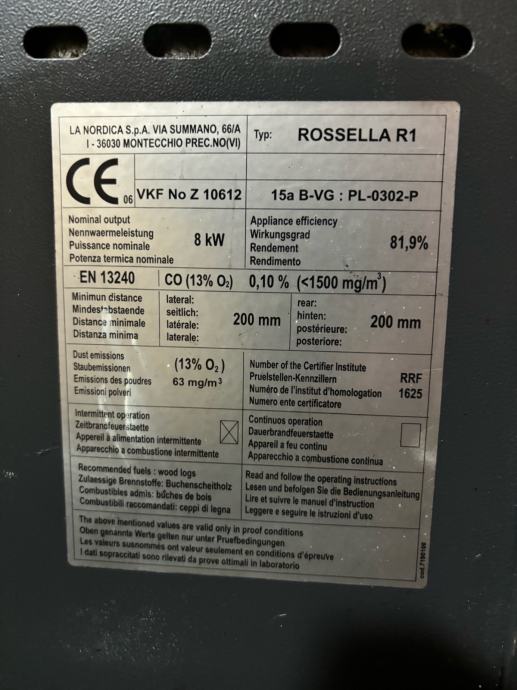 LA NORDICA S.p.A. VIA SUMMANO, 66/A
I - 36030 MONTECCHIO PREC.NO(VI)
Typ: ROSSELLA R1
CE 06 VKF No Z 10612
15a B-VG : PL-0302-P
Nominal output
Nennwaermeleistung
Puissance nominale
Potenza termica nominale
8 kW
Appliance efficiency
Wirkungsgrad
Rendement
Rendimento
81,9%
EN 13240
CO (13% O₂) 0,10 % (<1500 mg/m³)
Minimun distance
Mindestabstaende
Distance minimale
Distanza minima
lateral:
seitlich:
latérale:
laterale:
200 mm
rear:
hinten:
postérieure:
posteriore:
200 mm
Dust emissions
Staubemissionen
Emissions des poudres
Emissioni polveri
(13% O₂)
63 mg/m³
Number of the Certifier Institute
Pruelstellen-Kennzillern
Numéro de l'institut d'homologation
Numero ente certificatore
RRF
1625
Intermittent operation
Zeitbrandfeuerstaette
Appareil à alimentation intermittente
Apparecchio a combustione intermittente
Continuos operation
Dauerbrandfeuerstaette
Appareil a feu continu
Apparecchio a combustione continua
Recommended fuels : wood logs
Zulaessige Brennstoffe: Buchenscheitholz
Combustibles admis: bûches de bois
Combustibili raccomandati: ceppi di legna
Read and follow the operating instructions
Lesen und befolgen Sie die Bedienungsanleitung
Lire et suivre le manuel d'instruction
Leggere e seguire le istruzioni d'uso
The above mentioned values are valid only in proof conditions
Oben genannte Werte gelten nur unter Pruefbedingungen
Les valeurs susnommés ont valeur seulement en conditions d'épreuve
I dati sopraccitati sono rilevati da prove ottimali in laboratorio